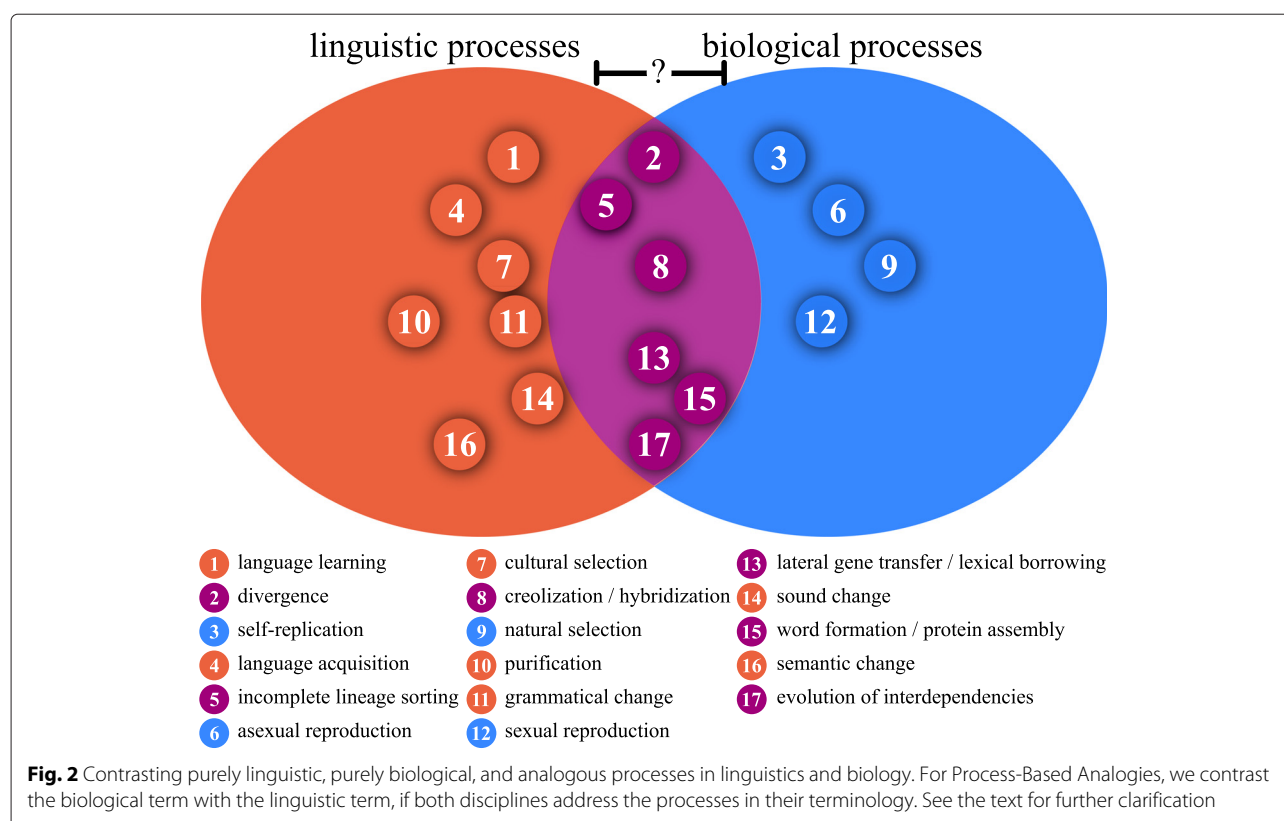 linguistic processes
biological processes
?
1
2
3
4
5
6
7
8
9
10
11
12
13
14
15
16
17
1 language learning
2 divergence
3 self-replication
4 language acquisition
5 incomplete lineage sorting
6 asexual reproduction
7 cultural selection
8 creolization / hybridization
9 natural selection
10 purification
11 grammatical change
12 sexual reproduction
13 lateral gene transfer / lexical borrowing
14 sound change
15 word formation / protein assembly
16 semantic change
17 evolution of interdependencies
Fig. 2 Contrasting purely linguistic, purely biological, and analogous processes in linguistics and biology. For Process-Based Analogies, we contrast
the biological term with the linguistic term, if both disciplines address the processes in their terminology. See the text for further clarification